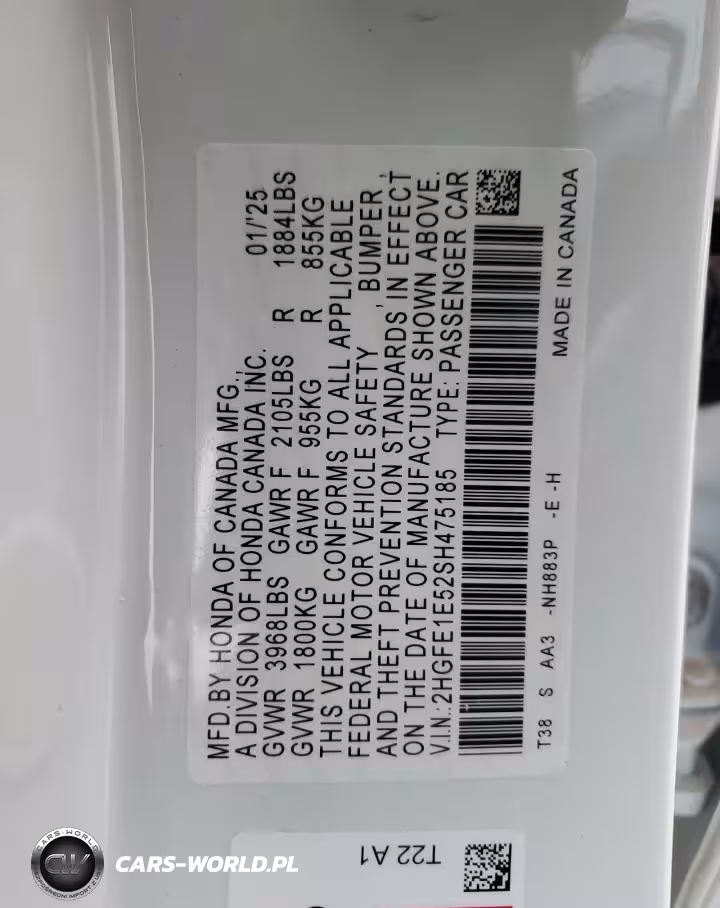 MFD.BY HONDA OF CANADA MFG.,
A DIVISION OF HONDA CANADA INC. 01/'25
GVWR 3968LBS GAWR F 2105LBS R 1884LBS
GVWR 1800KG GAWR F 955KG R 855KG
THIS VEHICLE CONFORMS TO ALL APPLICABLE
FEDERAL MOTOR VEHICLE SAFETY , BUMPER ,
AND THEFT PREVENTION STANDARDS IN EFFECT
ON THE DATE OF MANUFACTURE SHOWN ABOVE.
V.I.N.:2HGFE1E52SH475185 TYPE: PASSENGER CAR
T38 S AA3 -NH883P -E -H MADE IN CANADA
T22 A1
CARS-WORLD
CW
CARS-WORLD.PL